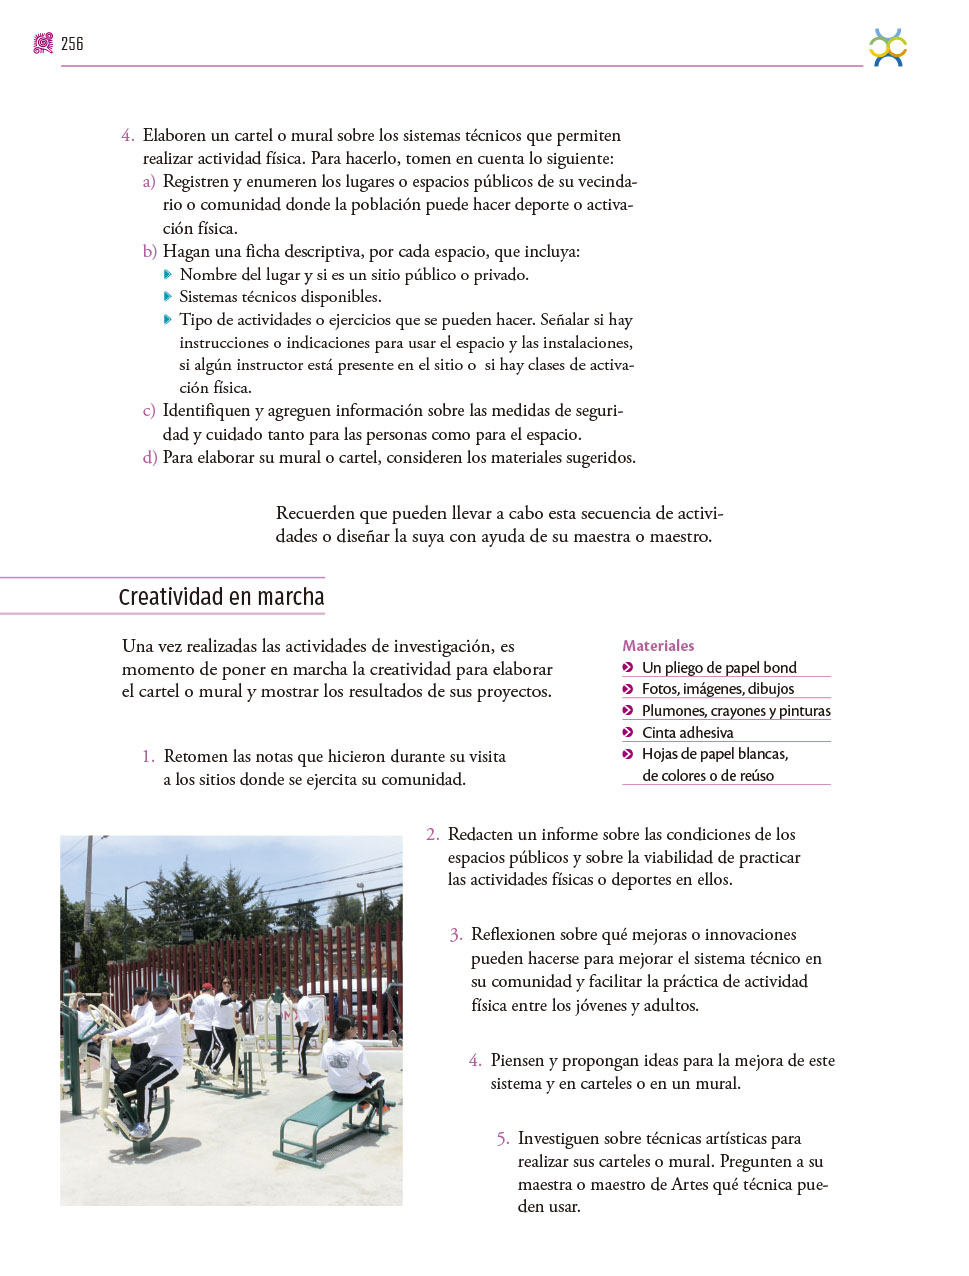 256
4. Elaboren un cartel o mural sobre los sistemas técnicos que permiten
realizar actividad física. Para hacerlo, tomen en cuenta lo siguiente:
a) Registren y enumeren los lugares o espacios públicos de su vecinda-
rio o comunidad donde la población puede hacer deporte o activa-
ción física.
b) Hagan una ficha descriptiva, por cada espacio, que incluya:
Nombre del lugar y si es un sitio público o privado.
Sistemas técnicos disponibles.
Tipo de actividades o ejercicios que se pueden hacer. Señalar si hay
instrucciones o indicaciones para usar el espacio y las instalaciones,
si algún instructor está presente en el sitio o si hay clases de activa-
ción física.
c) Identifiquen y agreguen información sobre las medidas de seguri-
dad y cuidado tanto para las personas como para el espacio.
d) Para elaborar su mural o cartel, consideren los materiales sugeridos.
Recuerden que pueden llevar a cabo esta secuencia de activi-
dades o diseñar la suya con ayuda de su maestra o maestro.
Creatividad en marcha
Una vez realizadas las actividades de investigación, es
momento de poner en marcha la creatividad para elaborar
el cartel o mural y mostrar los resultados de sus proyectos.
Materiales
Un pliego de papel bond
Fotos, imágenes, dibujos
Plumones, crayones y pinturas
Cinta adhesiva
Hojas de papel blancas,
de colores o de reúso
1. Retomen las notas que hicieron durante su visita
a los sitios donde se ejercita su comunidad.
2. Redacten un informe sobre las condiciones de los
espacios públicos y sobre la viabilidad de practicar
las actividades físicas o deportes en ellos.
3. Reflexionen sobre qué mejoras o innovaciones
pueden hacerse para mejorar el sistema técnico en
su comunidad y facilitar la práctica de actividad
física entre los jóvenes y adultos.
4. Piensen y propongan ideas para la mejora de este
sistema y en carteles o en un mural.
5. Investiguen sobre técnicas artísticas para
realizar sus carteles o mural. Pregunten a su
maestra o maestro de Artes qué técnica pue-
den usar.